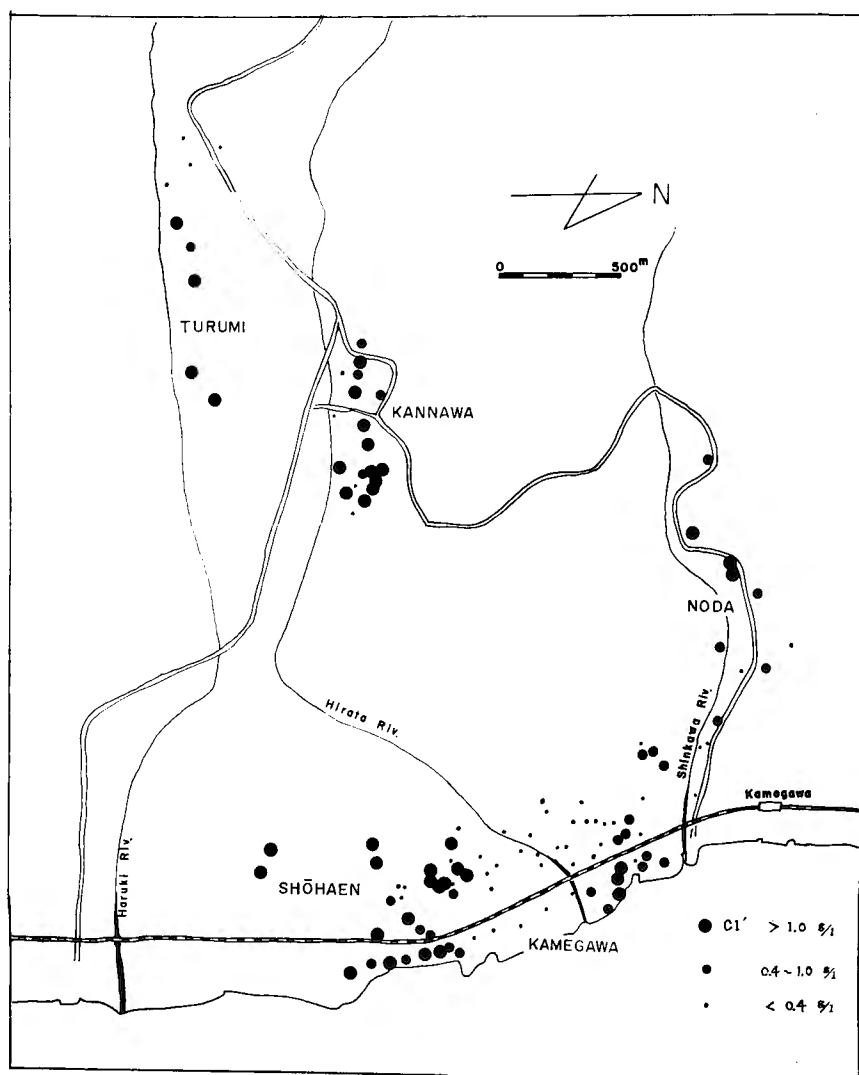 N
0 500m
TURUMI
KANNAWA
NODA
Hirata Riv.
Shinkawa Riv.
Kamegawa
Haruki Riv.
SHŌHAEN
KAMEGAWA
Cl′ > 1.0 g/l
0.4~1.0 g/l
< 0.4 g/l